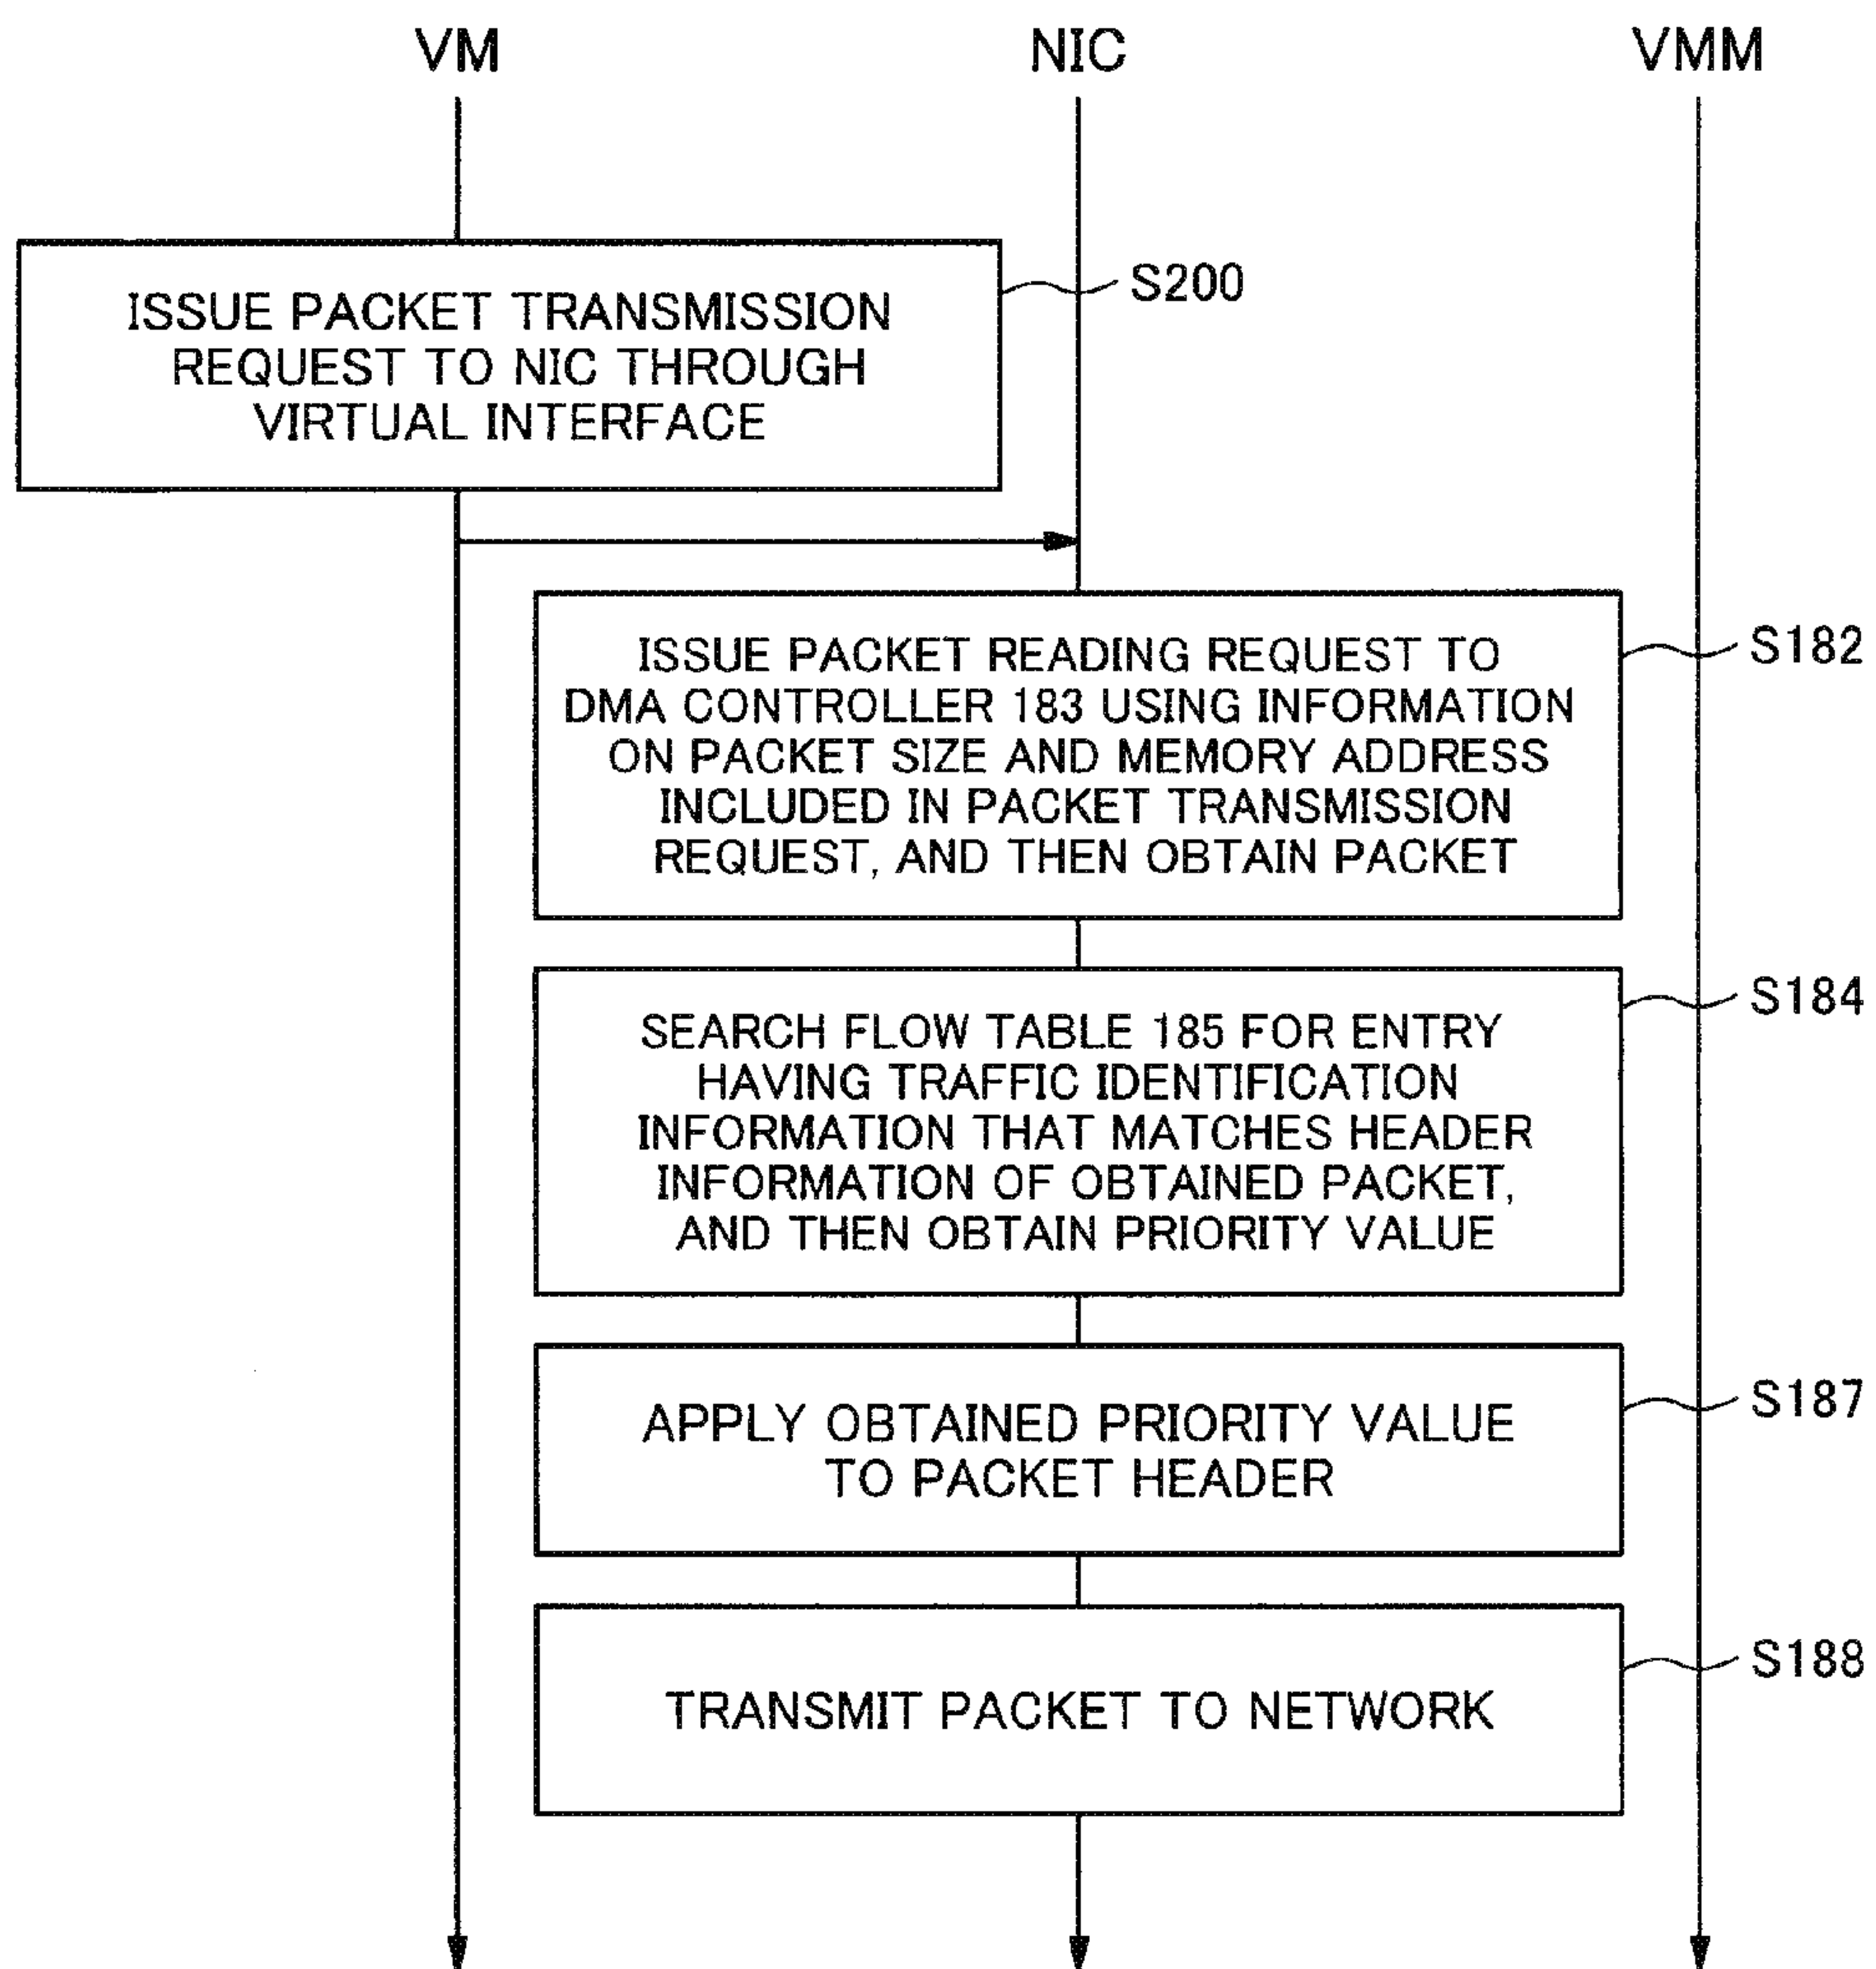 VM
NIC
VMM
ISSUE PACKET TRANSMISSION
REQUEST TO NIC THROUGH
VIRTUAL INTERFACE
S200
ISSUE PACKET READING REQUEST TO
DMA CONTROLLER 183 USING INFORMATION
ON PACKET SIZE AND MEMORY ADDRESS
INCLUDED IN PACKET TRANSMISSION
REQUEST, AND THEN OBTAIN PACKET
S182
SEARCH FLOW TABLE 185 FOR ENTRY
HAVING TRAFFIC IDENTIFICATION
INFORMATION THAT MATCHES HEADER
INFORMATION OF OBTAINED PACKET,
AND THEN OBTAIN PRIORITY VALUE
S184
APPLY OBTAINED PRIORITY VALUE
TO PACKET HEADER
S187
TRANSMIT PACKET TO NETWORK
S188